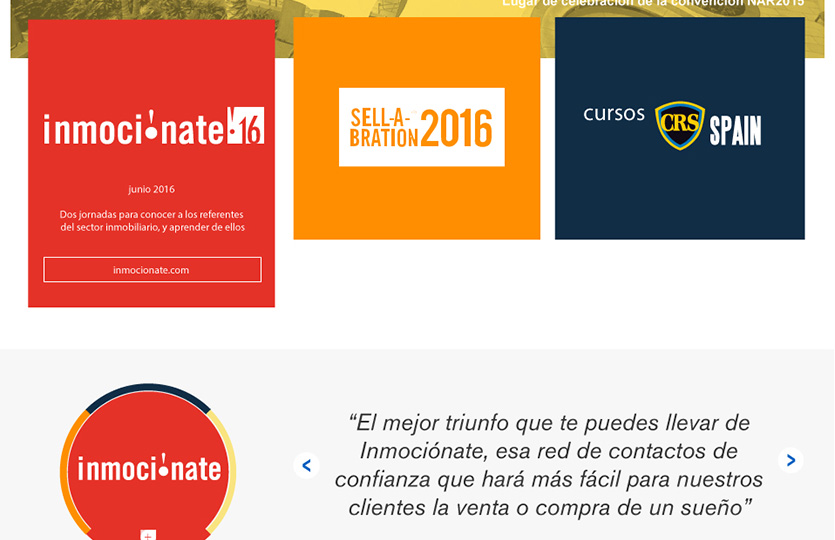 Lugar de celebración de la convención NAR2015
inmoci!nate!16
junio 2016
Dos jornadas para conocer a los referentes
del sector inmobiliario, y aprender de ellos
inmocionate.com
SELL-A-
BRATION 2016
cursos CRS SPAIN
inmoci!nate
“El mejor triunfo que te puedes llevar de
Inmociónate, esa red de contactos de
confianza que hará más fácil para nuestros
clientes la venta o compra de un sueño”